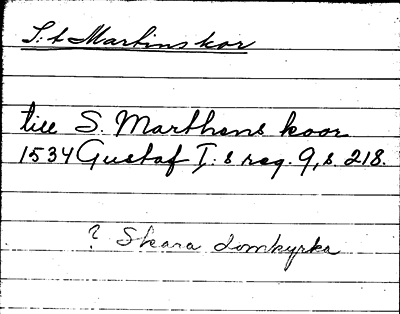 S:t Martins kor
till S. Marthens koor
1534 Gustaf I:s reg. 9, s 218.
? Skara domkyrka